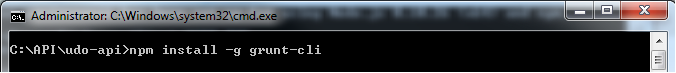 Administrator: C:\Windows\system32\cmd.exe
C:\API\udo-api>npm install -g grunt-cli